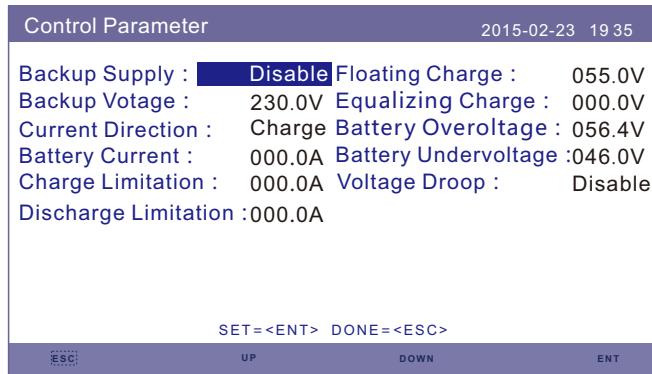 Control Parameter 2015-02-23 19 35
Backup Supply : Disable Floating Charge : 055.0V
Backup Votage : 230.0V Equalizing Charge : 000.0V
Current Direction : Charge Battery Overoltage : 056.4V
Battery Current : 000.0A Battery Undervoltage :046.0V
Charge Limitation : 000.0A Voltage Droop : Disable
Discharge Limitation :000.0A
SET=<ENT> DONE=<ESC>
ESC UP DOWN ENT